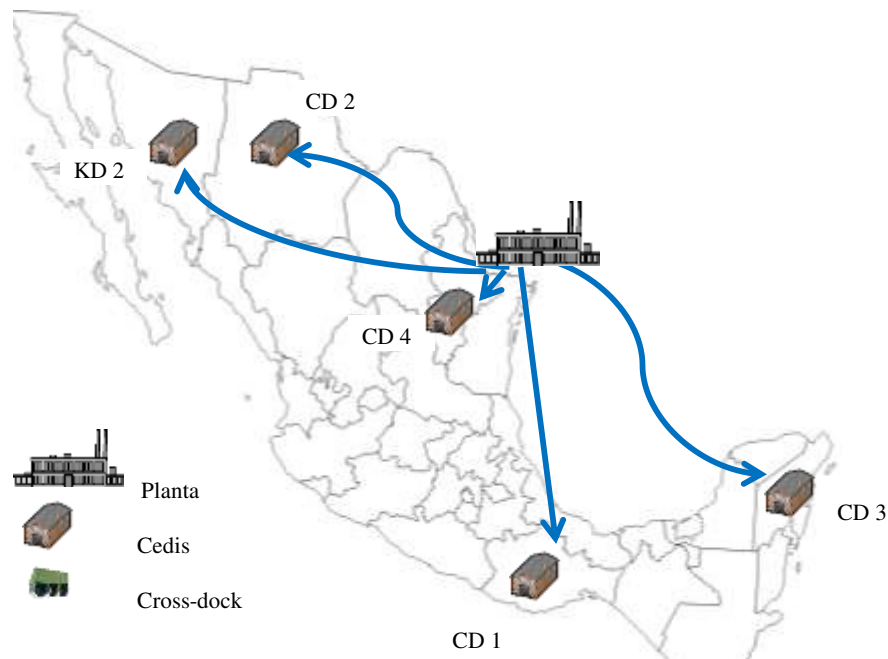 CD 2
KD 2
CD 4
Planta
CD 3
Cedis
Cross-dock
CD 1